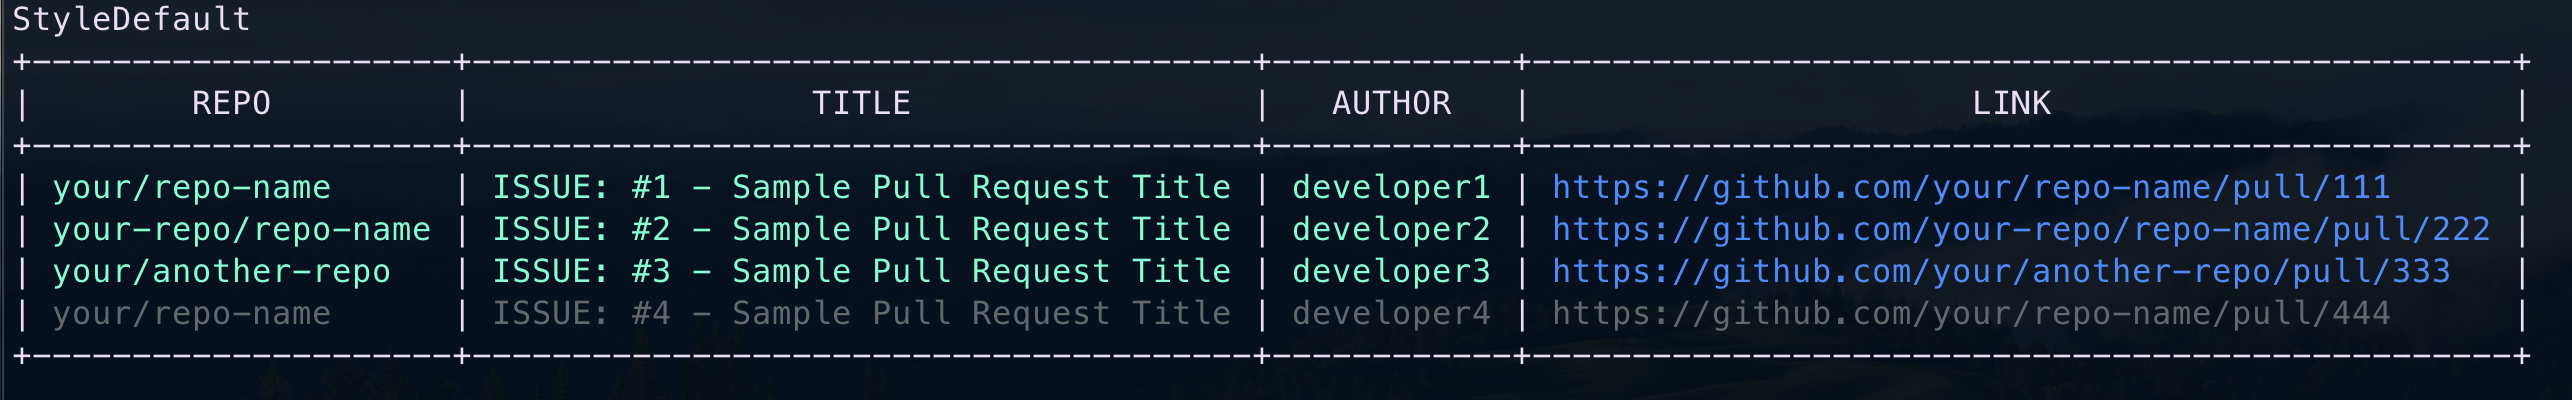 StyleDefault
+----------------------+---------------------------------------+------------+-------------------------------------------------+
|        REPO         |                 TITLE                 |   AUTHOR   |                      LINK                       |
+----------------------+---------------------------------------+------------+-------------------------------------------------+
| your/repo-name      | ISSUE: #1 - Sample Pull Request Title | developer1 | https://github.com/your/repo-name/pull/111      |
| your-repo/repo-name | ISSUE: #2 - Sample Pull Request Title | developer2 | https://github.com/your-repo/repo-name/pull/222 |
| your/another-repo   | ISSUE: #3 - Sample Pull Request Title | developer3 | https://github.com/your/another-repo/pull/333   |
| your/repo-name      | ISSUE: #4 - Sample Pull Request Title | developer4 | https://github.com/your/repo-name/pull/444      |
+----------------------+---------------------------------------+------------+-------------------------------------------------+